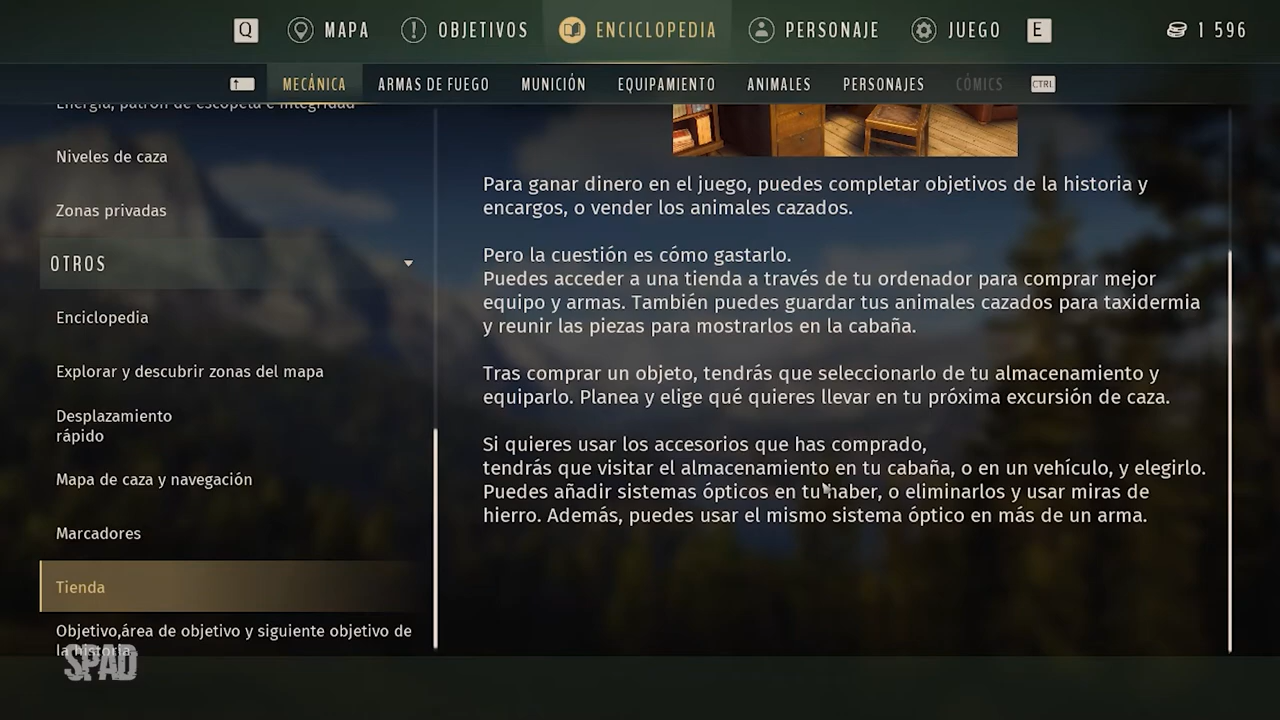 Q MAPA OBJETIVOS ENCICLOPEDIA PERSONAJE JUEGO E 1 596
MECÁNICA ARMAS DE FUEGO MUNICIÓN EQUIPAMIENTO ANIMALES PERSONAJES CÓMICS CTRL
Energía, patrón de escopeta e integridad
Niveles de caza
Zonas privadas
OTROS
Enciclopedia
Explorar y descubrir zonas del mapa
Desplazamiento
rápido
Mapa de caza y navegación
Marcadores
Tienda
Objetivo,área de objetivo y siguiente objetivo de
la historia
SPAD
Para ganar dinero en el juego, puedes completar objetivos de la historia y
encargos, o vender los animales cazados.
Pero la cuestión es cómo gastarlo.
Puedes acceder a una tienda a través de tu ordenador para comprar mejor
equipo y armas. También puedes guardar tus animales cazados para taxidermia
y reunir las piezas para mostrarlos en la cabaña.
Tras comprar un objeto, tendrás que seleccionarlo de tu almacenamiento y
equiparlo. Planea y elige qué quieres llevar en tu próxima excursión de caza.
Si quieres usar los accesorios que has comprado,
tendrás que visitar el almacenamiento en tu cabaña, o en un vehículo, y elegirlo.
Puedes añadir sistemas ópticos en tu haber, o eliminarlos y usar miras de
hierro. Además, puedes usar el mismo sistema óptico en más de un arma.